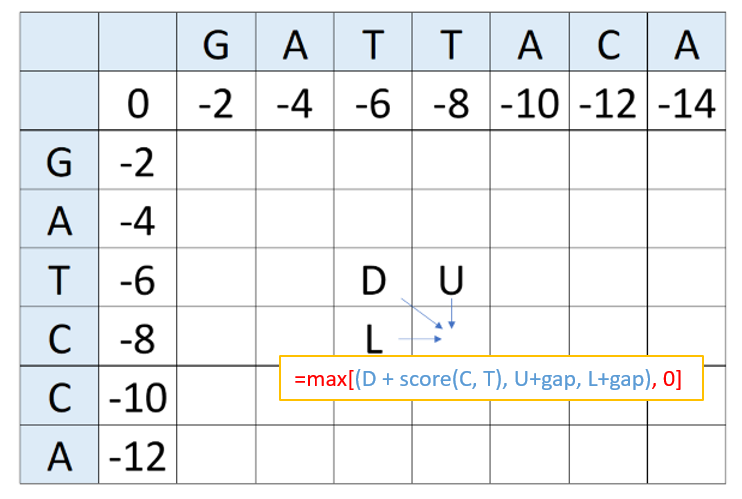 G A T T A C A
0 -2 -4 -6 -8 -10 -12 -14
G -2
A -4
T -6 D U
C -8 L
=max[(D + score(C, T), U+gap, L+gap), 0]
C -10
A -12